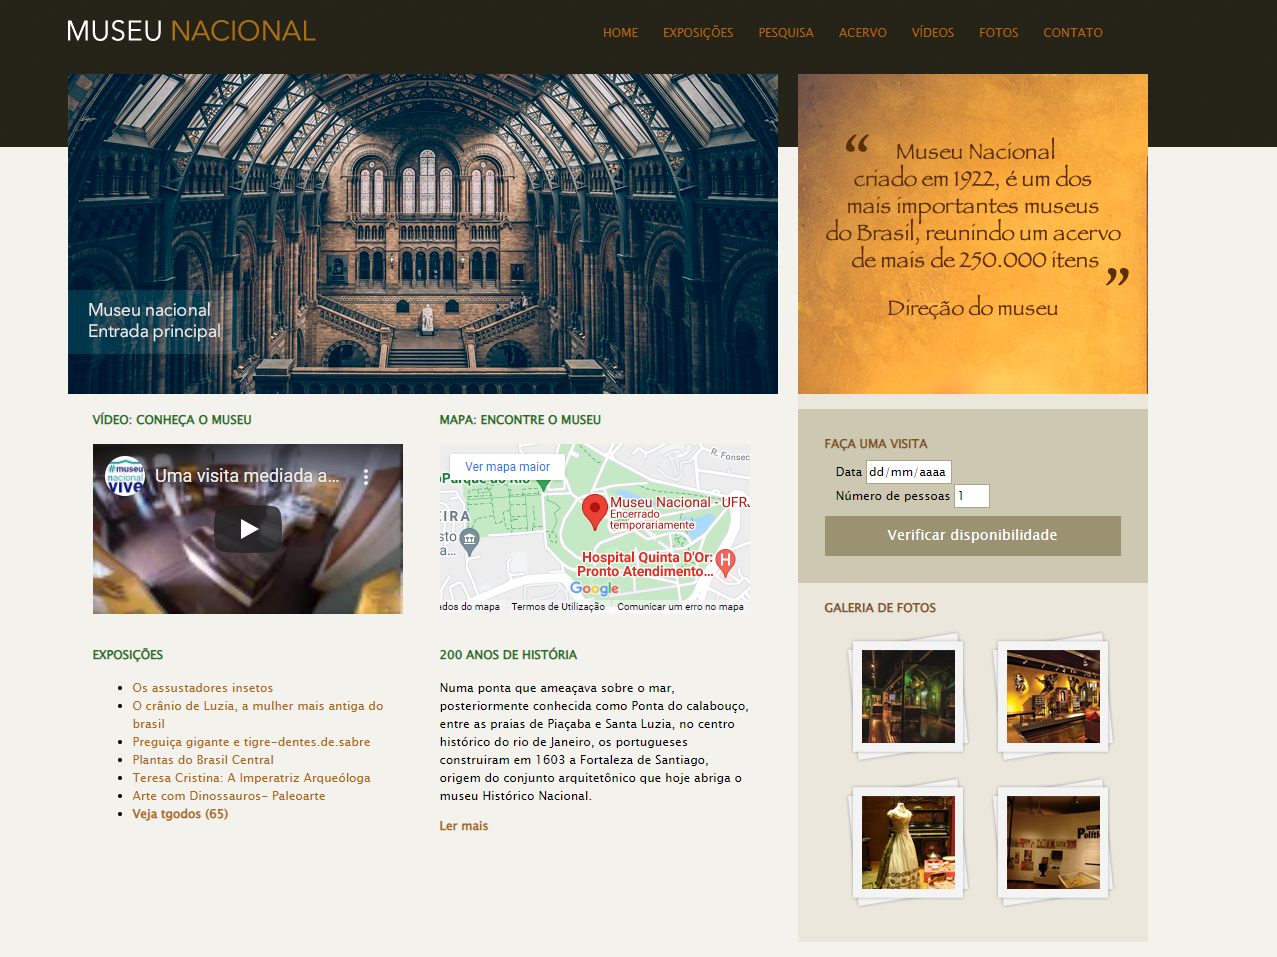 MUSEU NACIONAL
HOME EXPOSIÇÕES PESQUISA ACERVO VÍDEOS FOTOS CONTATO
Museu nacional
Entrada principal
“ Museu Nacional
criado em 1922, é um dos
mais importantes museus
do Brasil, reunindo um acervo
de mais de 250.000 itens ”
Direção do museu
VÍDEO: CONHEÇA O MUSEU
#museu
nacional
vive
Uma visita mediada a...
MAPA: ENCONTRE O MUSEU
Ver mapa maior
R. Fonsec
Parque do Rio
EIRA
sto
a...
Museu Nacional - UFRJ
Encerrado
temporariamente
Hospital Quinta D'Or:
Pronto Atendimento...
H
Google
ados do mapa Termos de Utilização Comunicar um erro no mapa
FAÇA UMA VISITA
Data dd/mm/aaaa
Número de pessoas 1
Verificar disponibilidade
EXPOSIÇÕES
• Os assustadores insetos
• O crânio de Luzia, a mulher mais antiga do
brasil
• Preguiça gigante e tigre-dentes.de.sabre
• Plantas do Brasil Central
• Teresa Cristina: A Imperatriz Arqueóloga
• Arte com Dinossauros- Paleoarte
• Veja tgodos (65)
200 ANOS DE HISTÓRIA
Numa ponta que ameaçava sobre o mar,
posteriormente conhecida como Ponta do calabouço,
entre as praias de Piaçaba e Santa Luzia, no centro
histórico do rio de Janeiro, os portugueses
construiram em 1603 a Fortaleza de Santiago,
origem do conjunto arquitetônico que hoje abriga o
museu Histórico Nacional.
Ler mais
GALERIA DE FOTOS
Polític